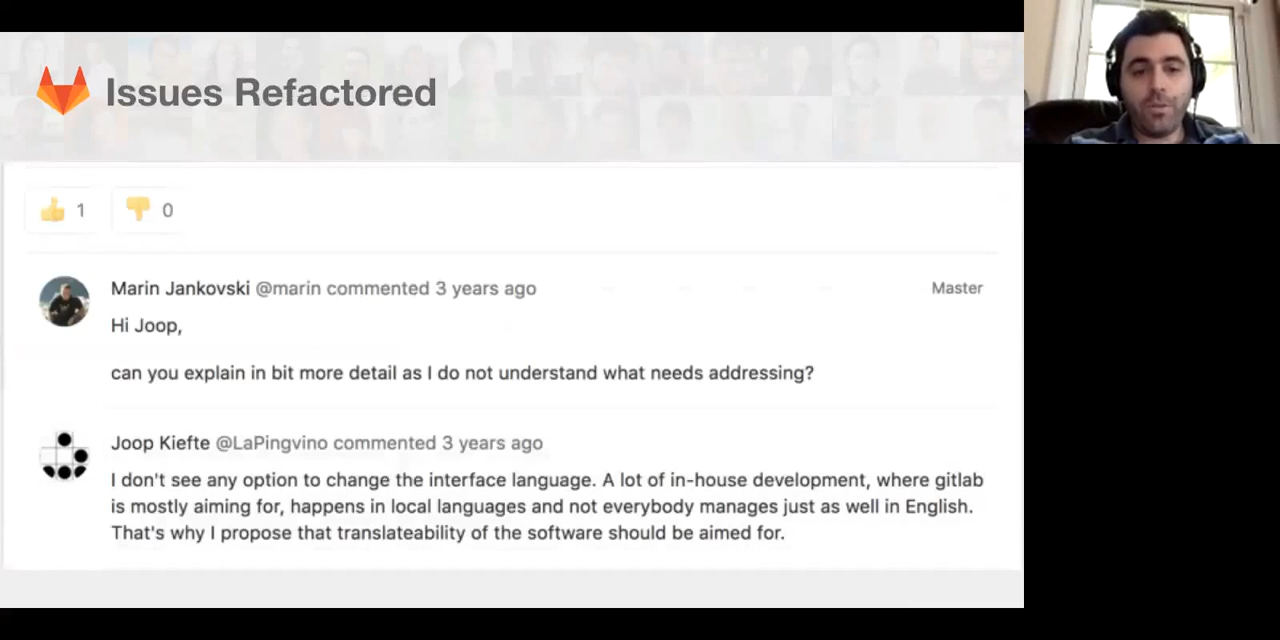 Issues Refactored
👍 1 👎 0
Marin Jankovski @marin commented 3 years ago Master
Hi Joop,
can you explain in bit more detail as I do not understand what needs addressing?
Joop Kiefte @LaPingvino commented 3 years ago
I don't see any option to change the interface language. A lot of in-house development, where gitlab
is mostly aiming for, happens in local languages and not everybody manages just as well in English.
That's why I propose that translateability of the software should be aimed for.